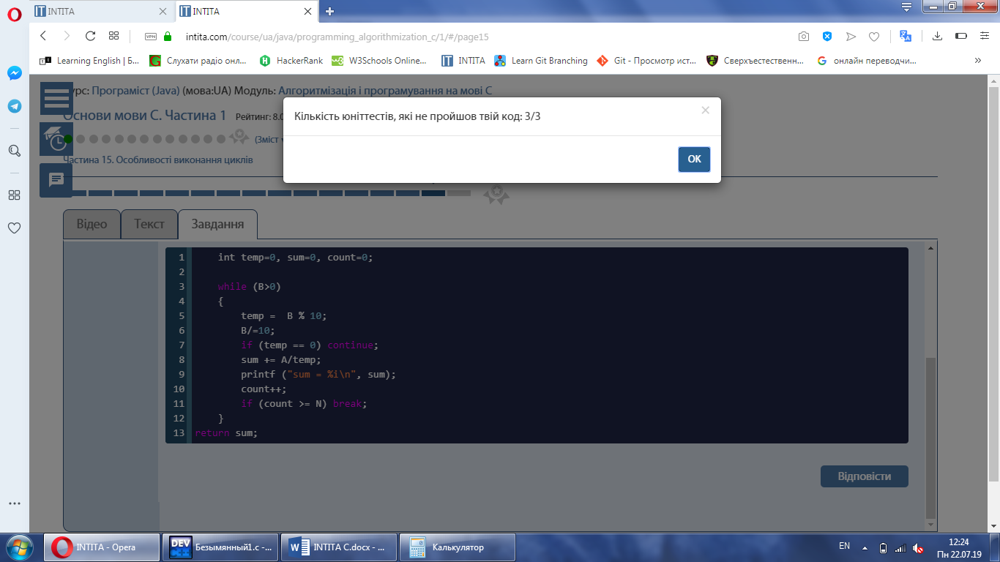 INTITA
INTITA
VPN
intita.com/course/ua/java/programming_algorithmization_c/1/#/page15
Learning English | Б...
Слухати радіо онл...
HackerRank
W3Schools Online...
INTITA
Learn Git Branching
Git - Просмотр ист...
Сверхъестественн...
онлайн переводчи...
»
урс: Програміст (Java) (мова:UA) Модуль: Алгоритмізація і програмування на мові C
Основи мови C. Частина 1 Рейтинг: 8.0
(Зміст
Частина 15. Особливості виконання циклів
Кількість юніттестів, які не пройшов твій код: 3/3
×
OK
Відео
Текст
Завдання
1 int temp=0, sum=0, count=0;
2
3 while (B>0)
4 {
5 temp =  B % 10;
6 B/=10;
7 if (temp == 0) continue;
8 sum += A/temp;
9 printf ("sum = %i\n", sum);
10 count++;
11 if (count >= N) break;
12 }
13 return sum;
Відповісти
INTITA - Opera
DEV
Безымянный1.c -...
INTITA C.docx - ...
Калькулятор
EN
12:24
Пн 22.07.19